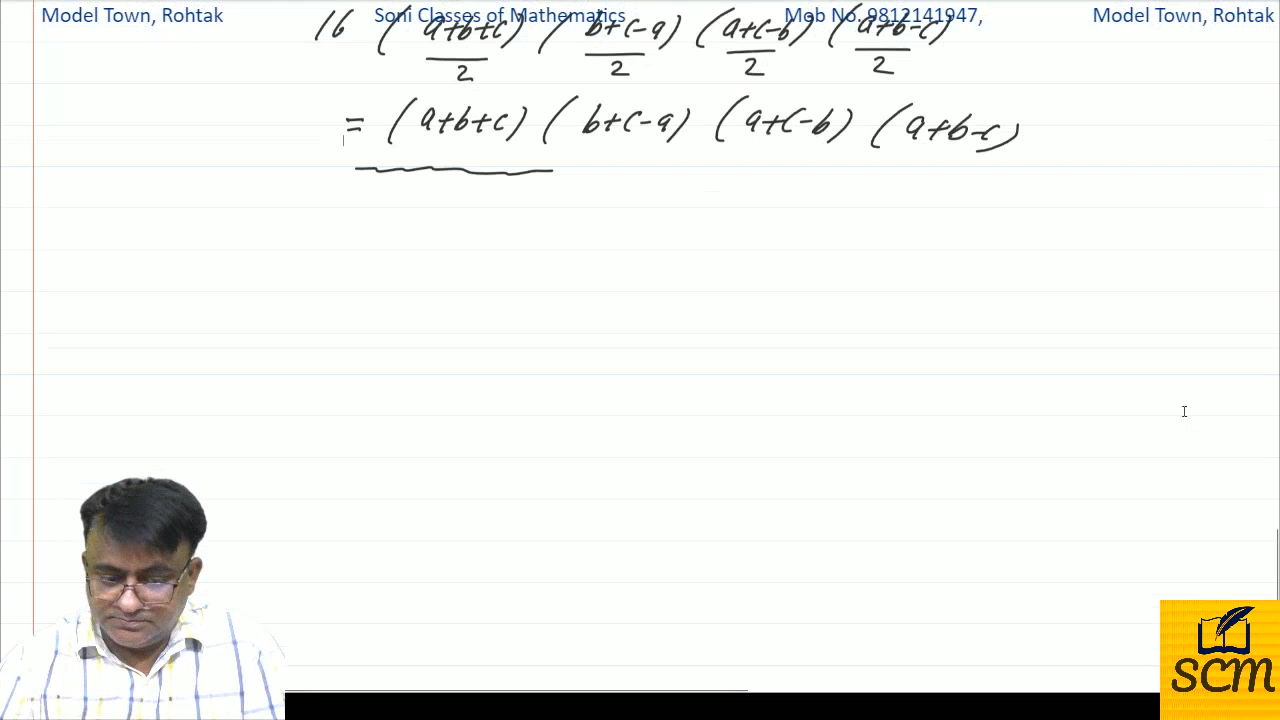 Model Town, Rohtak Soni Classes of Mathematics Mob No. 9812141947, Model Town, Rohtak
16 (a+b+c)/2 (b+c-a)/2 (a+c-b)/2 (a+b-c)/2
= (a+b+c) (b+c-a) (a+c-b) (a+b-c)
SCM